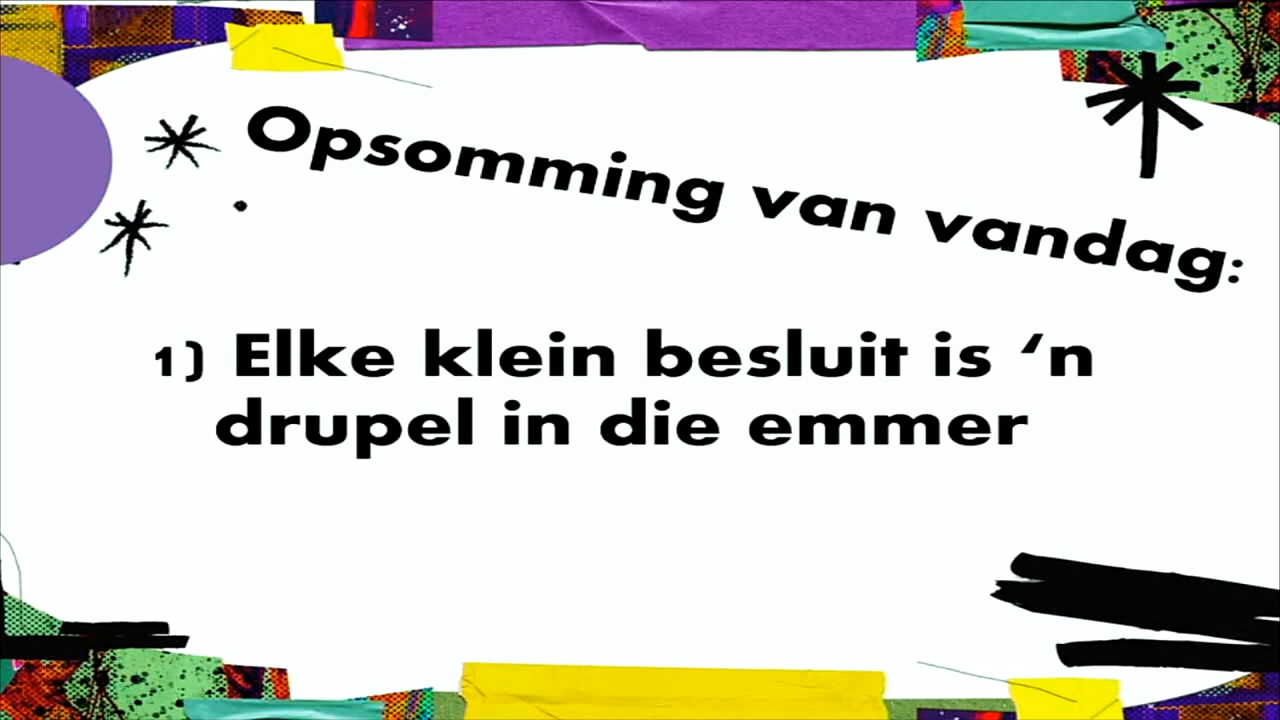 Opsomming van vandag:
1) Elke klein besluit is ‘n
drupel in die emmer